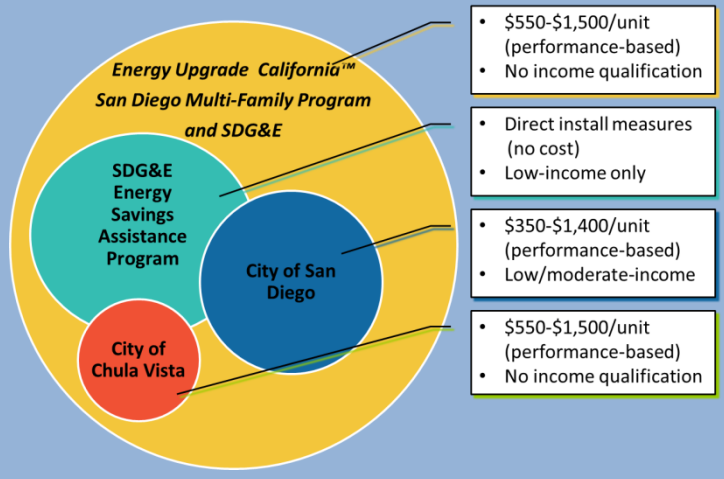 Energy Upgrade California™
San Diego Multi-Family Program
and SDG&E
SDG&E
Energy
Savings
Assistance
Program
City of San
Diego
City of
Chula Vista
• $550-$1,500/unit
(performance-based)
• No income qualification
• Direct install measures
(no cost)
• Low-income only
• $350-$1,400/unit
(performance-based)
• Low/moderate-income
• $550-$1,500/unit
(performance-based)
• No income qualification